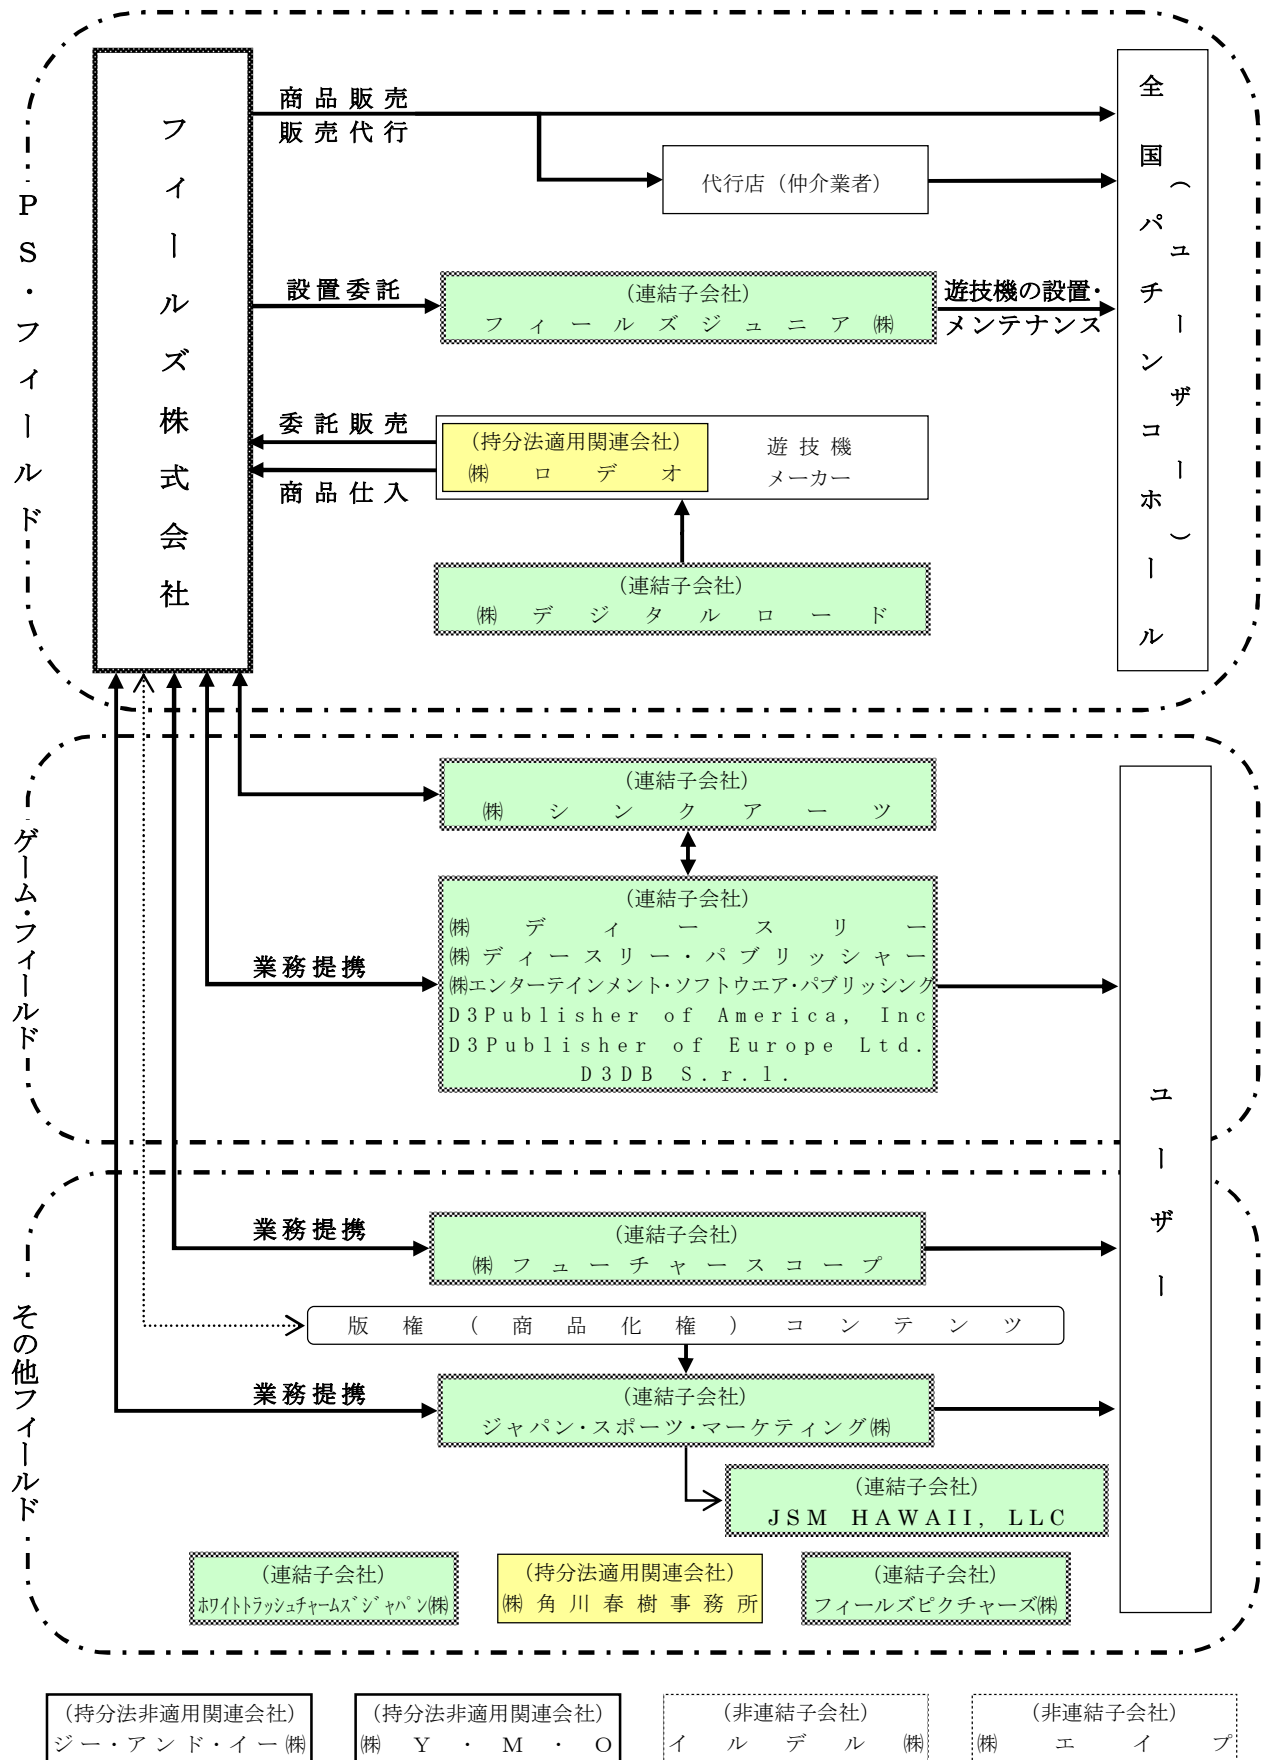 PS・フィールド
フィールズ株式会社
商品販売
販売代行
代行店（仲介業者）
全国パチンコホール
（ユーザー）
設置委託
（連結子会社）
フィールズジュニア㈱
遊技機の設置・
メンテナンス
委託販売
商品仕入
（持分法適用関連会社）
㈱ロデオ
遊技機
メーカー
（連結子会社）
㈱デジタルロード
ゲーム・フィールド
（連結子会社）
㈱シンクアーツ
業務提携
（連結子会社）
㈱ディースリー
㈱ディースリー・パブリッシャー
㈱エンターテインメント・ソフトウエア・パブリッシング
D3Publisher of America, Inc
D3Publisher of Europe Ltd.
D3DB S.r.l.
ユーザー
その他フィールド
業務提携
（連結子会社）
㈱フューチャースコープ
版権（商品化権）コンテンツ
業務提携
（連結子会社）
ジャパン・スポーツ・マーケティング㈱
（連結子会社）
JSM HAWAII, LLC
（連結子会社）
ホワイトトラッシュチャームズジャパン㈱
（持分法適用関連会社）
㈱角川春樹事務所
（連結子会社）
フィールズピクチャーズ㈱
（持分法非適用関連会社）
ジー・アンド・イー㈱
（持分法非適用関連会社）
㈱Y・M・O
（非連結子会社）
イルデル㈱
（非連結子会社）
㈱エイプ